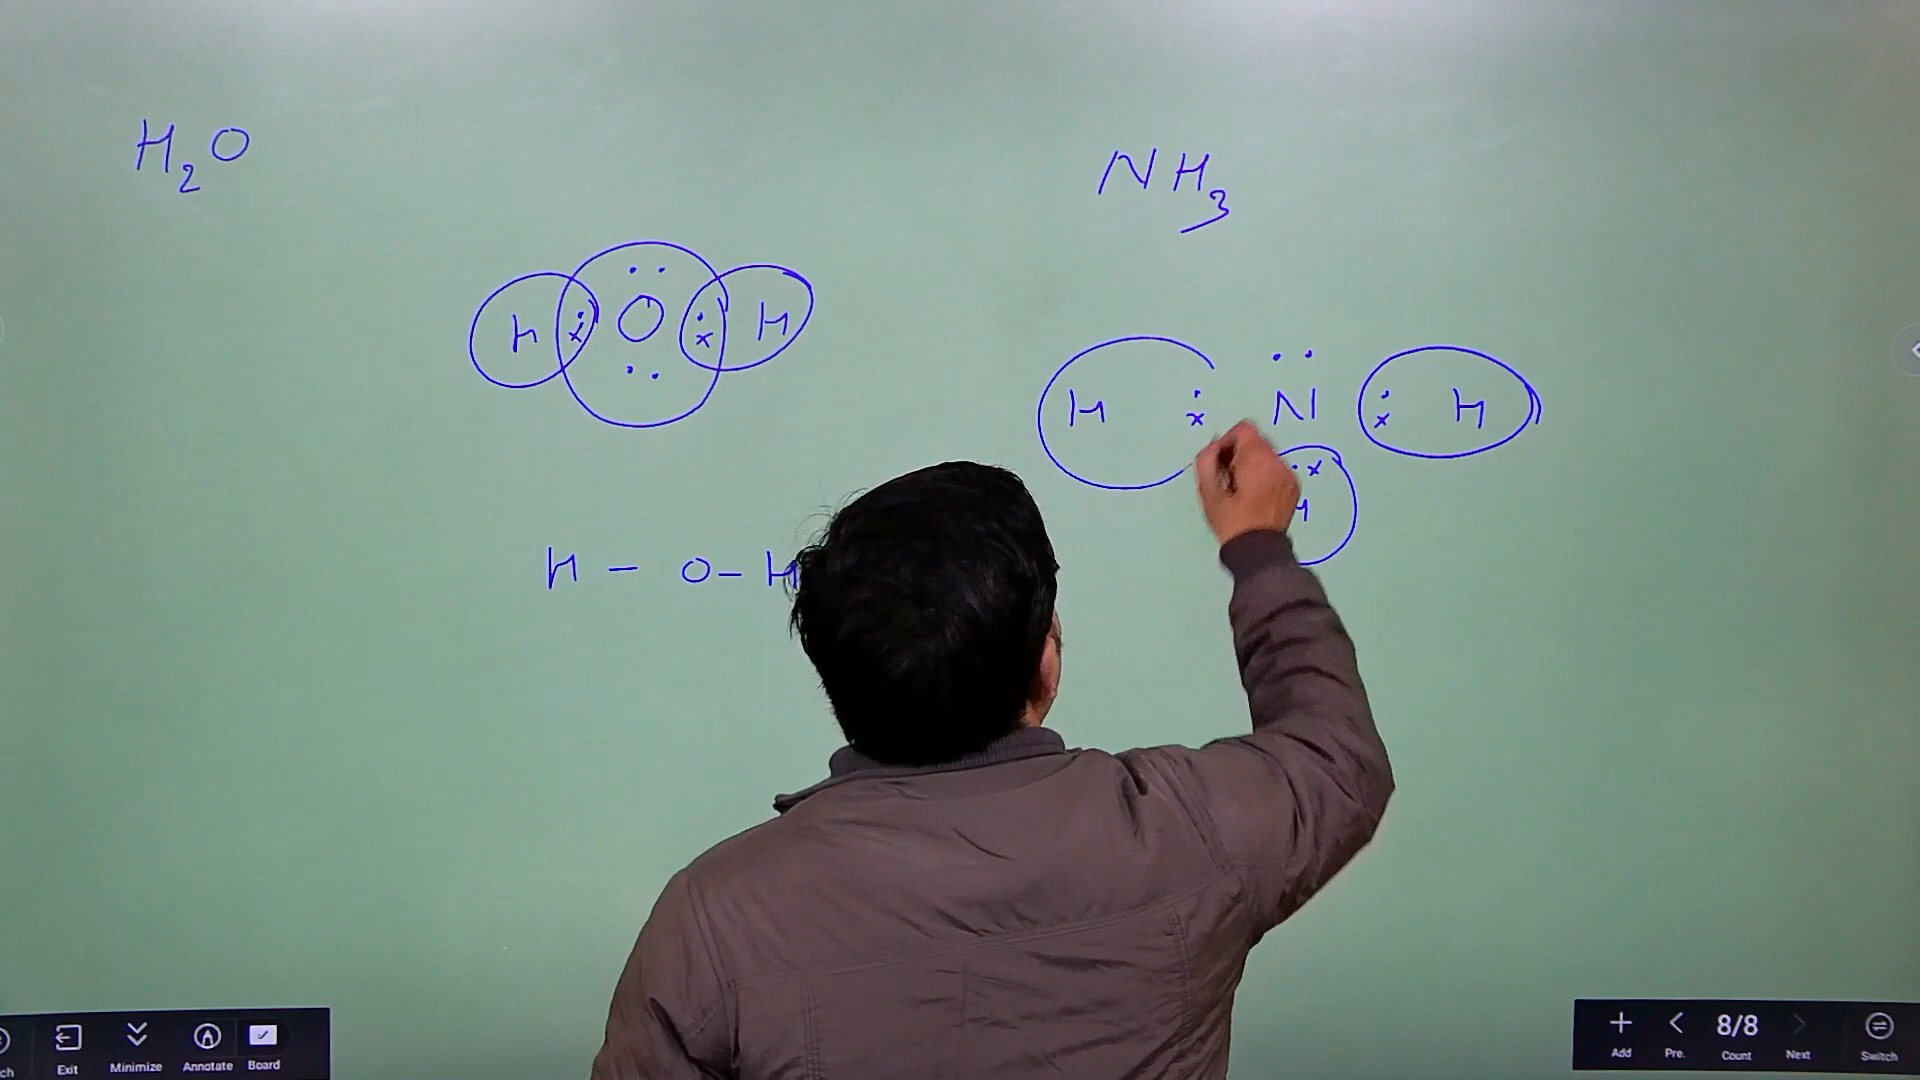 H₂O
NH₃
H ẋ O ẋ H
H ẋ N ẋ H
H - O - H
Exit
Minimize
Annotate
Board
8/8
Add
Pre.
Count
Next
Switch